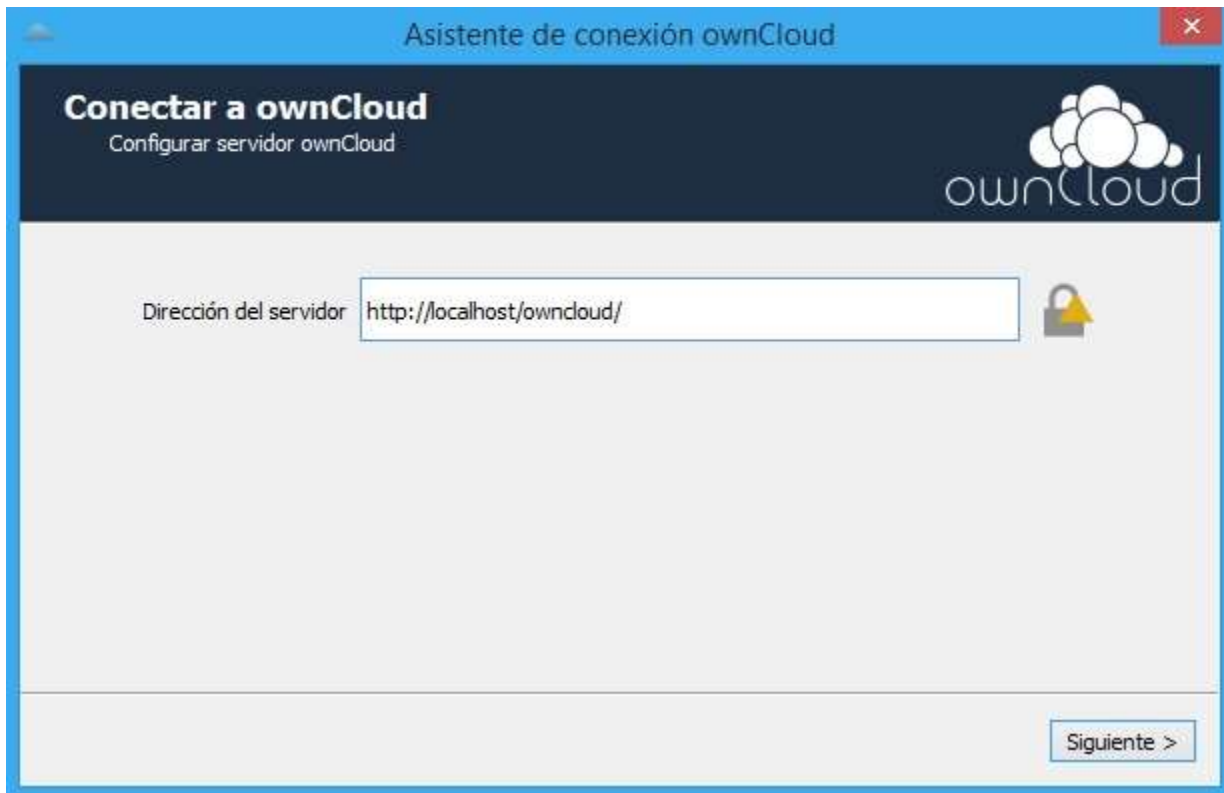 Asistente de conexión ownCloud
Conectar a ownCloud
Configurar servidor ownCloud
ownCloud
Dirección del servidor http://localhost/owncloud/
Siguiente >